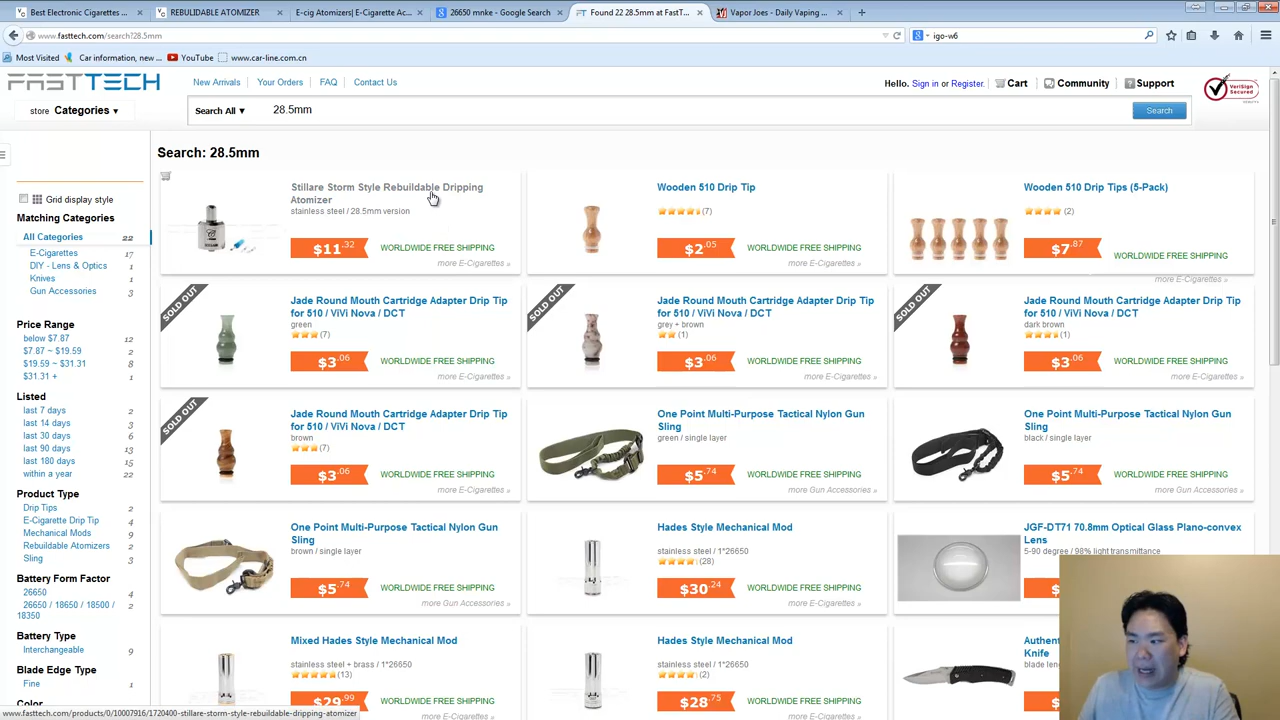 Best Electronic Cigarettes ...
REBULIDABLE ATOMIZER
E-cig Atomizers| E-Cigarette Ac...
26650 mnke - Google Search
Found 22 28.5mm at FastT...
Vapor Joes - Daily Vaping ...
www.fasttech.com/search?28.5mm
igo-w6
Most Visited
Car information, new ...
YouTube
www.car-line.com.cn
FASTTECH
New Arrivals
Your Orders
FAQ
Contact Us
Hello. Sign in or Register.
Cart
Community
Support
VeriSign Secured
store Categories ▾
Search All ▾
28.5mm
Search
Search: 28.5mm
Grid display style
Matching Categories
All Categories 22
E-Cigarettes 17
DIY - Lens & Optics 1
Knives 1
Gun Accessories 3
Price Range
below $7.87 12
$7.87 ~ $19.59 2
$19.59 ~ $31.31 8
$31.31 + 1
Listed
last 7 days 2
last 14 days 3
last 30 days 6
last 90 days 13
last 180 days 15
within a year 22
Product Type
Drip Tips 2
E-Cigarette Drip Tip 4
Mechanical Mods 9
Rebuildable Atomizers 2
Sling 3
Battery Form Factor
26650 4
26650 / 18650 / 18500 / 2
18350
Battery Type
Interchangeable 9
Blade Edge Type
Fine 1
Color
Stillare Storm Style Rebuildable Dripping
Atomizer
stainless steel / 28.5mm version
$11.32
WORLDWIDE FREE SHIPPING
more E-Cigarettes »
Wooden 510 Drip Tip
(7)
$2.05
WORLDWIDE FREE SHIPPING
more E-Cigarettes »
Wooden 510 Drip Tips (5-Pack)
(2)
$7.87
WORLDWIDE FREE SHIPPING
more E-Cigarettes »
SOLD OUT
Jade Round Mouth Cartridge Adapter Drip Tip
for 510 / ViVi Nova / DCT
green
(7)
$3.06
WORLDWIDE FREE SHIPPING
more E-Cigarettes »
SOLD OUT
Jade Round Mouth Cartridge Adapter Drip Tip
for 510 / ViVi Nova / DCT
grey + brown
(1)
$3.06
WORLDWIDE FREE SHIPPING
more E-Cigarettes »
SOLD OUT
Jade Round Mouth Cartridge Adapter Drip Tip
for 510 / ViVi Nova / DCT
dark brown
(1)
$3.06
WORLDWIDE FREE SHIPPING
more E-Cigarettes »
SOLD OUT
Jade Round Mouth Cartridge Adapter Drip Tip
for 510 / ViVi Nova / DCT
brown
(7)
$3.06
WORLDWIDE FREE SHIPPING
more E-Cigarettes »
One Point Multi-Purpose Tactical Nylon Gun
Sling
green / single layer
$5.74
WORLDWIDE FREE SHIPPING
more Gun Accessories »
One Point Multi-Purpose Tactical Nylon Gun
Sling
black / single layer
$5.74
WORLDWIDE FREE SHIPPING
more Gun Accessories »
One Point Multi-Purpose Tactical Nylon Gun
Sling
brown / single layer
$5.74
WORLDWIDE FREE SHIPPING
more Gun Accessories »
Hades Style Mechanical Mod
stainless steel / 1*26650
(28)
$30.24
WORLDWIDE FREE SHIPPING
more E-Cigarettes »
JGF-DT71 70.8mm Optical Glass Plano-convex
Lens
5-90 degree / 98% light transmittance
Mixed Hades Style Mechanical Mod
stainless steel + brass / 1*26650
(13)
$29.99
WORLDWIDE FREE SHIPPING
more E-Cigarettes »
Hades Style Mechanical Mod
stainless steel / 1*26650
(2)
$28.75
WORLDWIDE FREE SHIPPING
more E-Cigarettes »
Knife
blade
www.fasttech.com/products/0/10007916/1720400-stillare-storm-style-rebuildable-dripping-atomizer